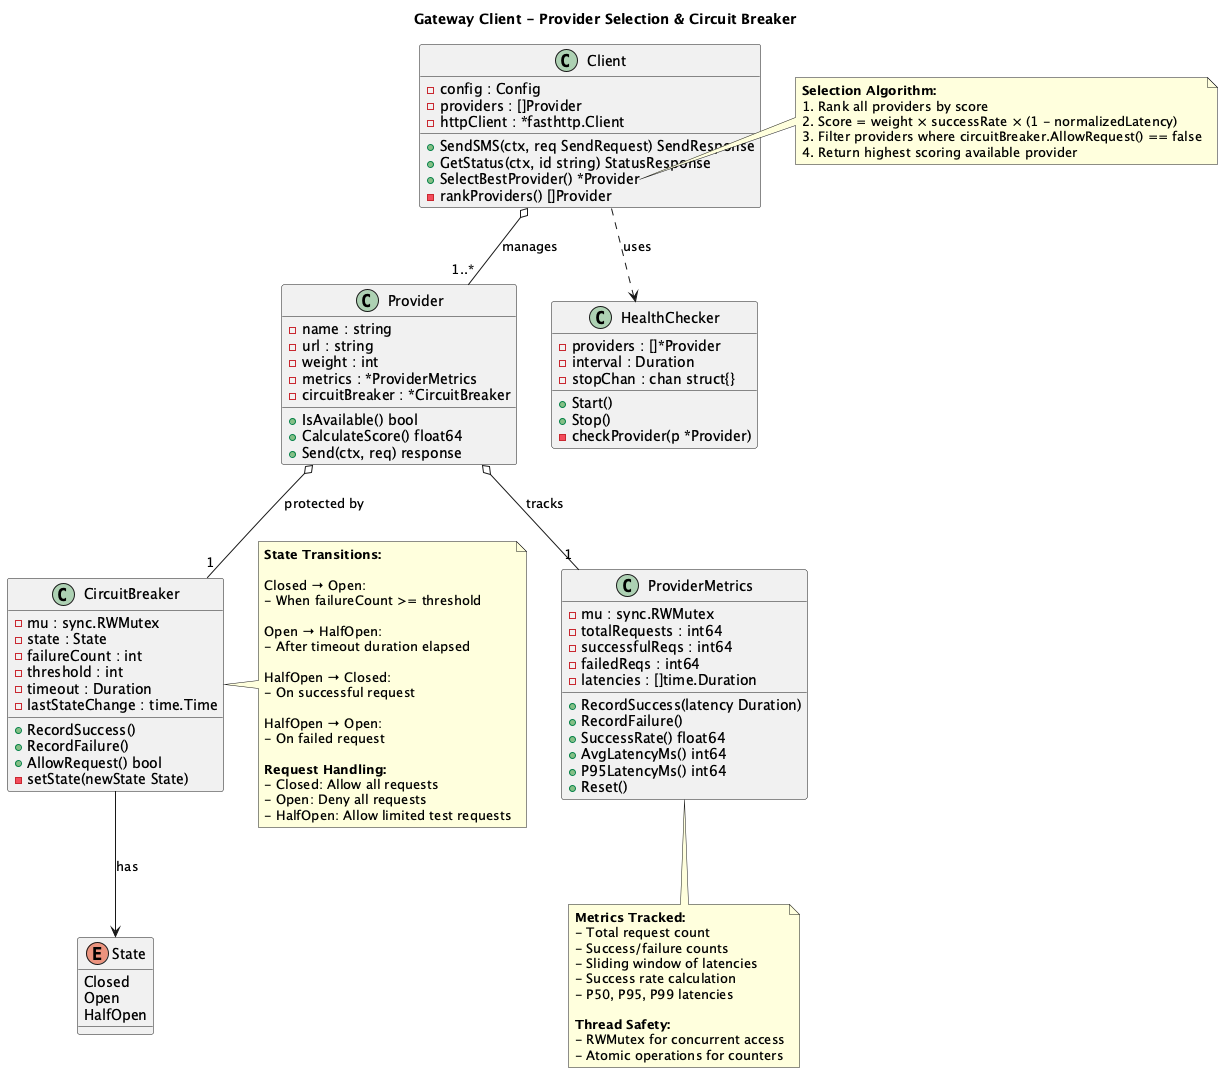 Gateway Client – Provider Selection & Circuit Breaker
C Client
config : Config
providers : []Provider
httpClient : *fasthttp.Client
SendSMS(ctx, req SendRequest) SendResponse
GetStatus(ctx, id string) StatusResponse
SelectBestProvider() *Provider
rankProviders() []Provider
Selection Algorithm:
1. Rank all providers by score
2. Score = weight × successRate × (1 – normalizedLatency)
3. Filter providers where circuitBreaker.AllowRequest() == false
4. Return highest scoring available provider
manages
1..*
uses
C Provider
name : string
url : string
weight : int
metrics : *ProviderMetrics
circuitBreaker : *CircuitBreaker
IsAvailable() bool
CalculateScore() float64
Send(ctx, req) response
C HealthChecker
providers : []*Provider
interval : Duration
stopChan : chan struct{}
Start()
Stop()
checkProvider(p *Provider)
protected by
1
tracks
1
C CircuitBreaker
mu : sync.RWMutex
state : State
failureCount : int
threshold : int
timeout : Duration
lastStateChange : time.Time
RecordSuccess()
RecordFailure()
AllowRequest() bool
setState(newState State)
State Transitions:
Closed → Open:
– When failureCount >= threshold
Open → HalfOpen:
– After timeout duration elapsed
HalfOpen → Closed:
– On successful request
HalfOpen → Open:
– On failed request
Request Handling:
– Closed: Allow all requests
– Open: Deny all requests
– HalfOpen: Allow limited test requests
C ProviderMetrics
mu : sync.RWMutex
totalRequests : int64
successfulReqs : int64
failedReqs : int64
latencies : []time.Duration
RecordSuccess(latency Duration)
RecordFailure()
SuccessRate() float64
AvgLatencyMs() int64
P95LatencyMs() int64
Reset()
has
E State
Closed
Open
HalfOpen
Metrics Tracked:
– Total request count
– Success/failure counts
– Sliding window of latencies
– Success rate calculation
– P50, P95, P99 latencies
Thread Safety:
– RWMutex for concurrent access
– Atomic operations for counters